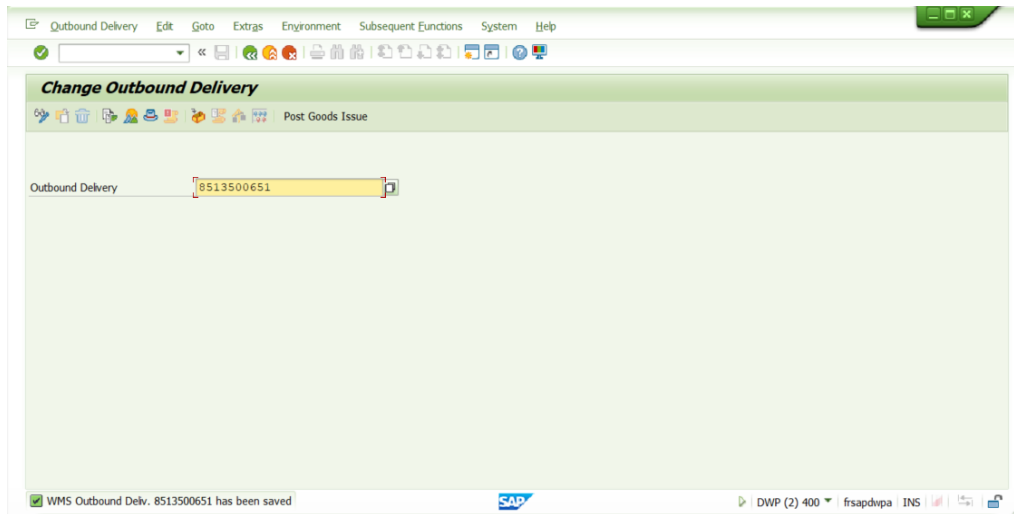 Outbound Delivery Edit Goto Extras Environment Subsequent Functions System Help
Change Outbound Delivery
Post Goods Issue
Outbound Delivery 8513500651
WMS Outbound Deliv. 8513500651 has been saved SAP DWP (2) 400 frsapdwpa INS